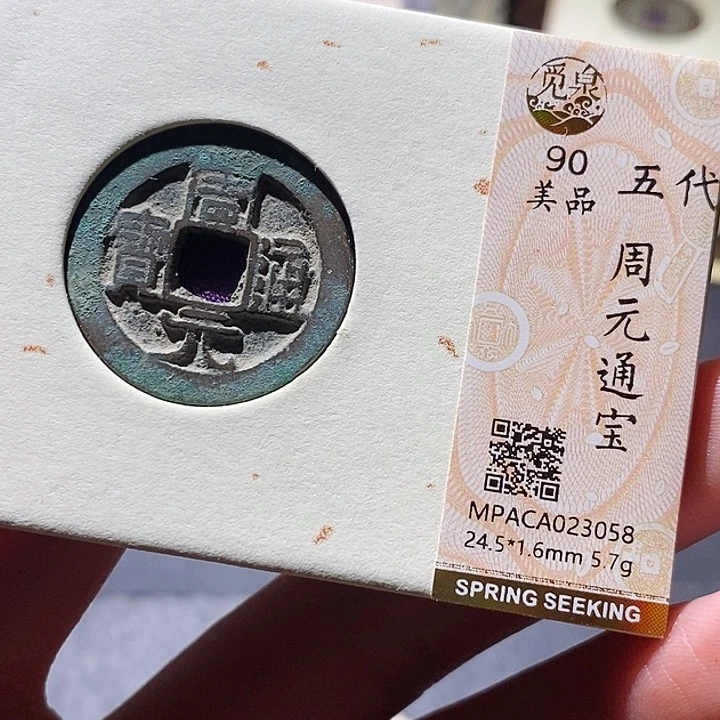 周元通寶
觅泉
90
美品
五代
周元通宝
MPACA023058
24.5*1.6mm 5.7g
SPRING SEEKING